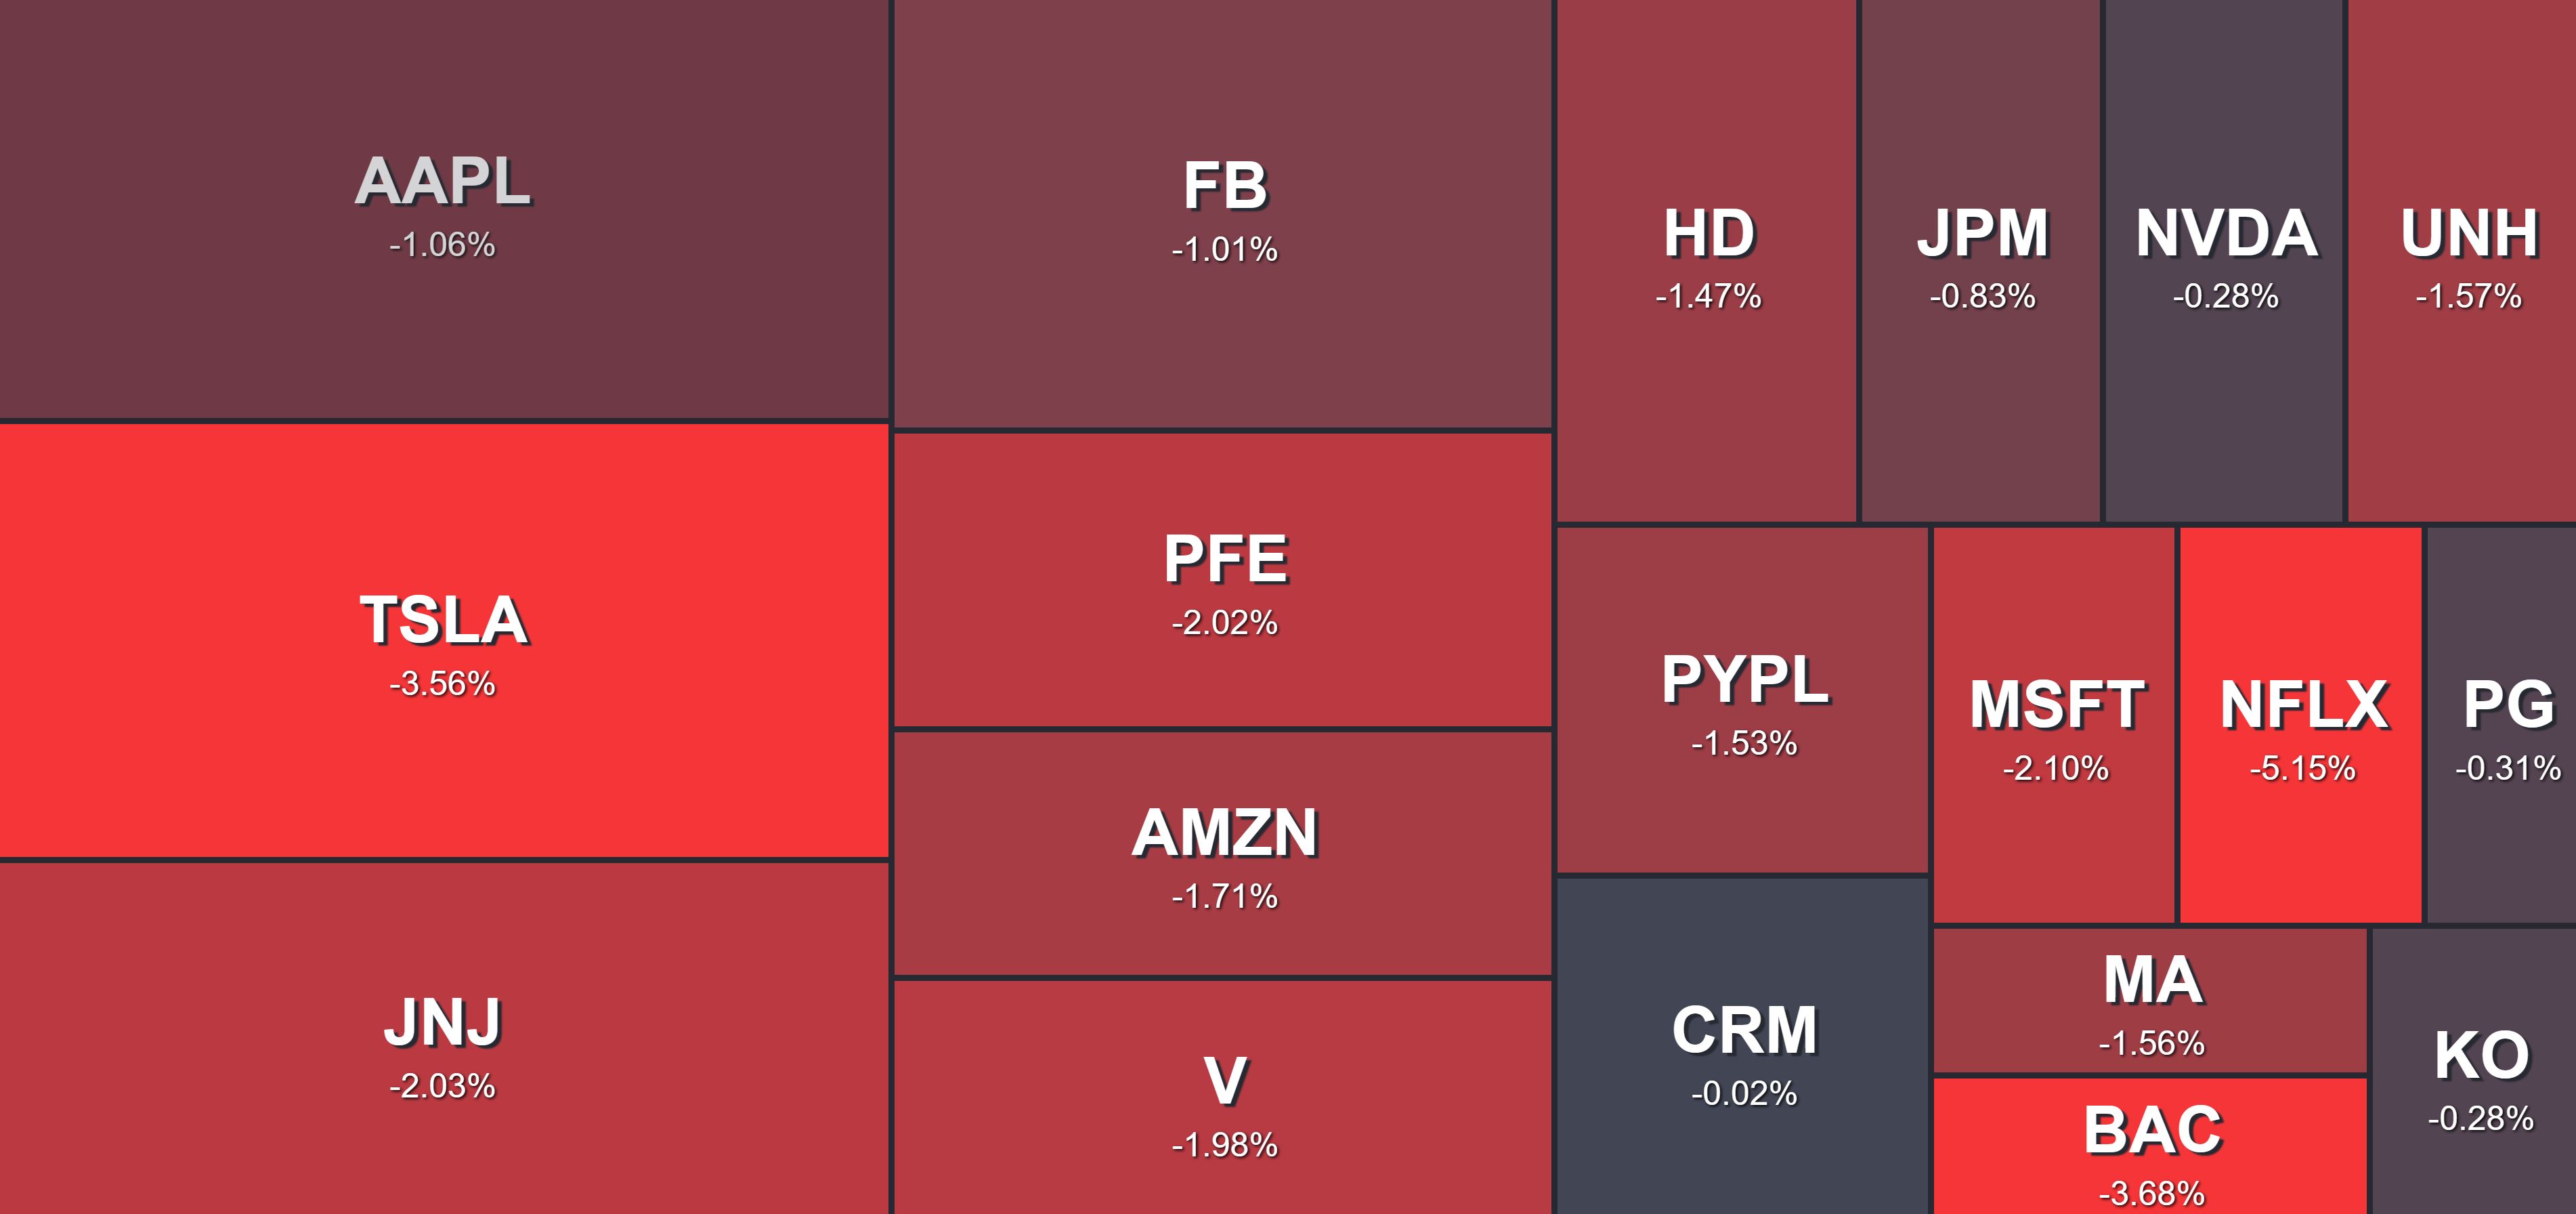 AAPL
-1.06%
TSLA
-3.56%
JNJ
-2.03%
FB
-1.01%
PFE
-2.02%
AMZN
-1.71%
V
-1.98%
HD
-1.47%
JPM
-0.83%
NVDA
-0.28%
UNH
-1.57%
PYPL
-1.53%
CRM
-0.02%
MSFT
-2.10%
NFLX
-5.15%
PG
-0.31%
MA
-1.56%
BAC
-3.68%
KO
-0.28%